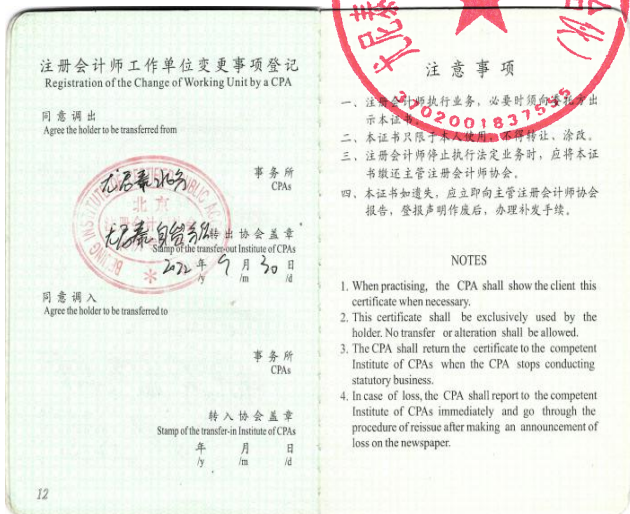 注册会计师工作单位变更事项登记
Registration of the Change of Working Unit by a CPA
同意调出
Agree the holder to be transferred from
事务所
CPAs
北京
转出协会盖章
Stamp of the transfer-out Institute of CPAs
2022 年 9 月 30 日
/y /m /d
同意调入
Agree the holder to be transferred to
事务所
CPAs
转入协会盖章
Stamp of the transfer-in Institute of CPAs
年 月 日
/y /m /d
12
注意事项
一、注册会计师执行业务，必要时须向委托方出
示本证书。
二、本证书只限于本人使用，不得转让、涂改。
三、注册会计师停止执行法定业务时，应将本证
书缴还主管注册会计师协会。
四、本证书如遗失，应立即向主管注册会计师协会
报告，登报声明作废后，办理补发手续。
NOTES
1. When practising, the CPA shall show the client this
certificate when necessary.
2. This certificate shall be exclusively used by the
holder. No transfer or alteration shall be allowed.
3. The CPA shall return the certificate to the competent
Institute of CPAs when the CPA stops conducting
statutory business.
4. In case of loss, the CPA shall report to the competent
Institute of CPAs immediately and go through the
procedure of reissue after making an announcement of
loss on the newspaper.